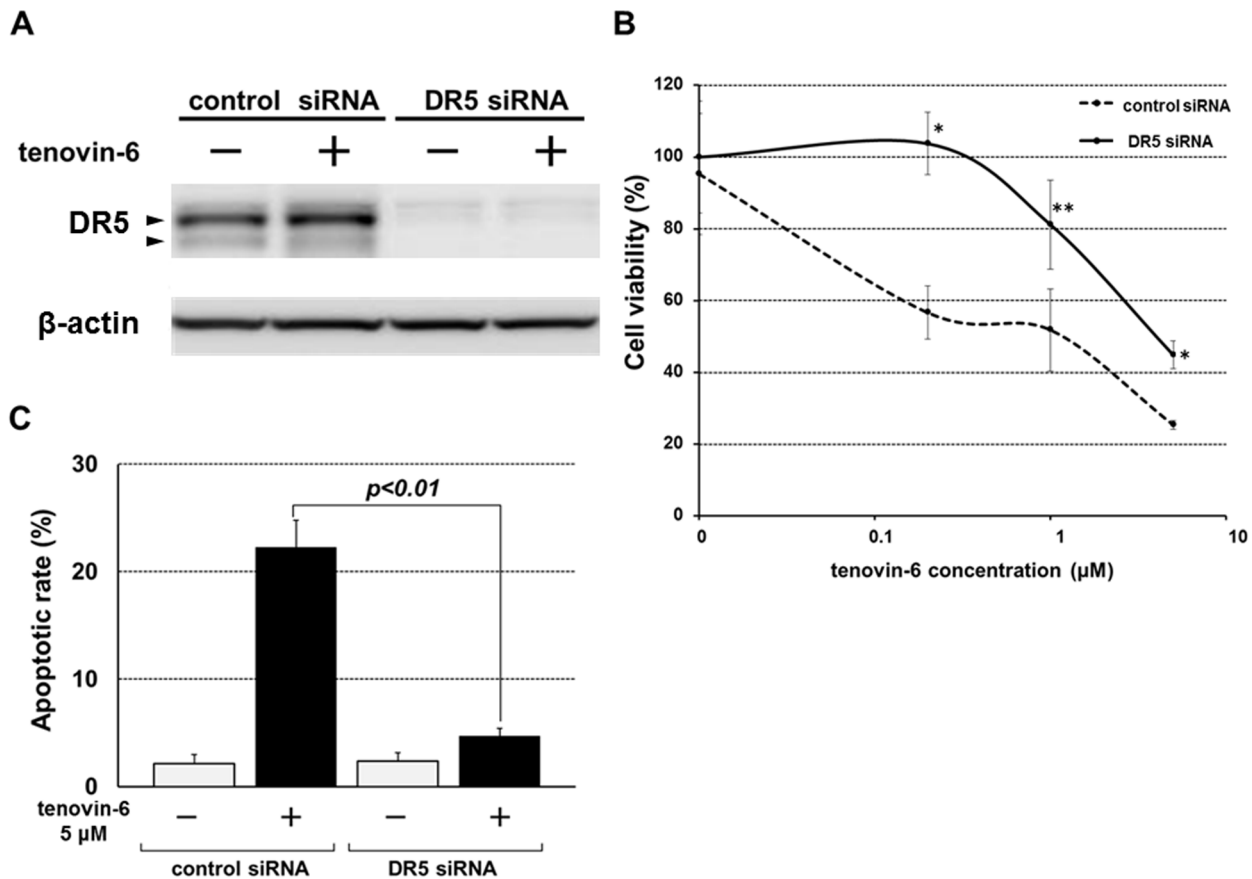 A
control siRNA DR5 siRNA
tenovin-6 − + − +
DR5
β-actin
B
120
100
80
60
40
20
0
Cell viability (%)
control siRNA
DR5 siRNA
*
**
*
0 0.1 1 10
tenovin-6 concentration (μM)
C
30
20
10
0
Apoptotic rate (%)
p<0.01
tenovin-6 − + − +
5 μM
control siRNA DR5 siRNA